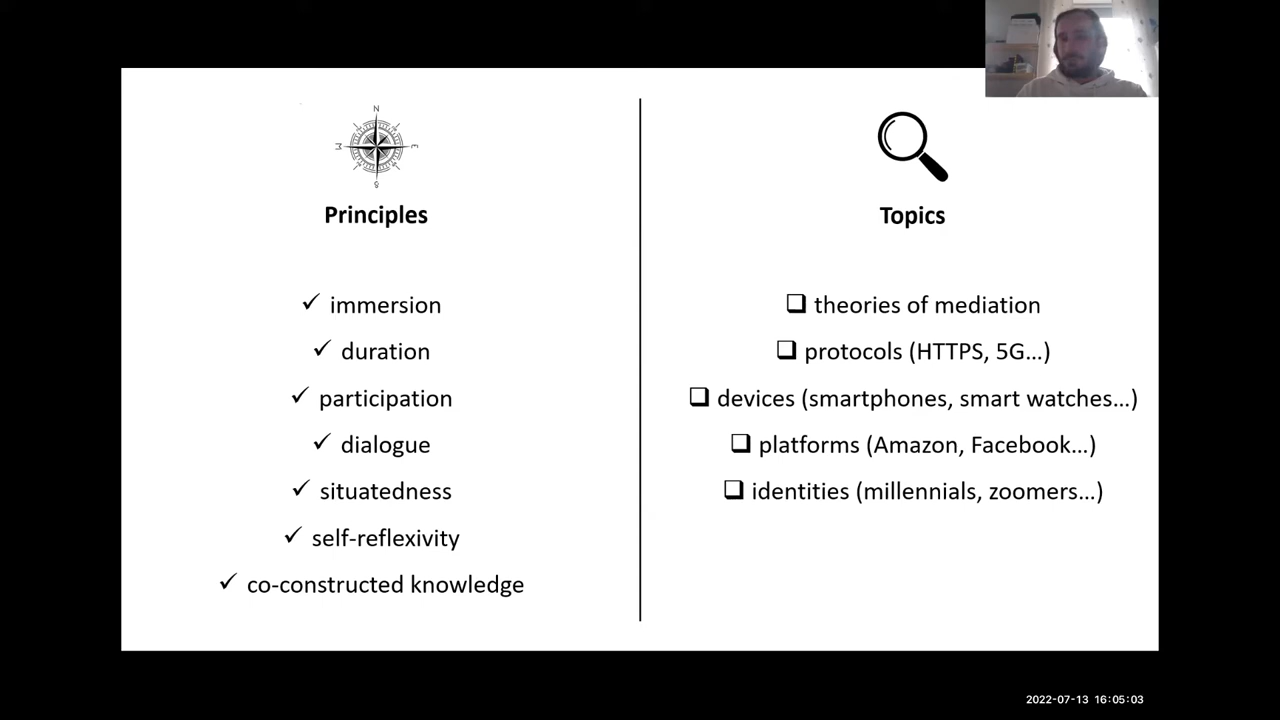 N
E
S
Principles
✓ immersion
✓ duration
✓ participation
✓ dialogue
✓ situatedness
✓ self-reflexivity
✓ co-constructed knowledge
Topics
❑ theories of mediation
❑ protocols (HTTPS, 5G...)
❑ devices (smartphones, smart watches...)
❑ platforms (Amazon, Facebook...)
❑ identities (millennials, zoomers...)
2022-07-13 16:05:03